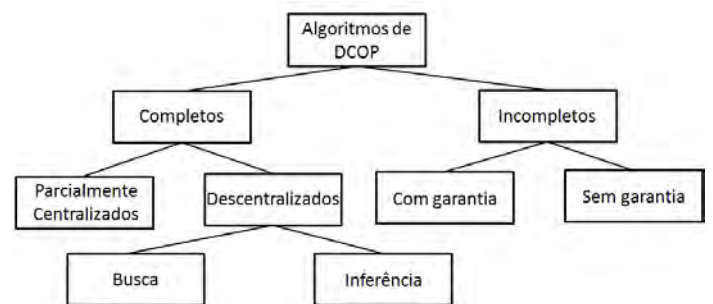 Algoritmos de
DCOP
Completos
Incompletos
Parcialmente
Centralizados
Descentralizados
Com garantia
Sem garantia
Busca
Inferência